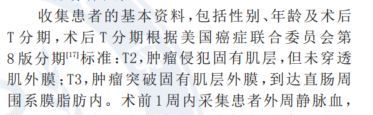 收集患者的基本资料,包括性别、年龄及术后
T分期,术后T分期根据美国癌症联合委员会第
8版分期[17]标准:T2,肿瘤侵犯固有肌层,但未穿透
肌外膜;T3,肿瘤突破固有肌层外膜,到达直肠周
围系膜脂肪内。术前1周内采集患者外周静脉血,